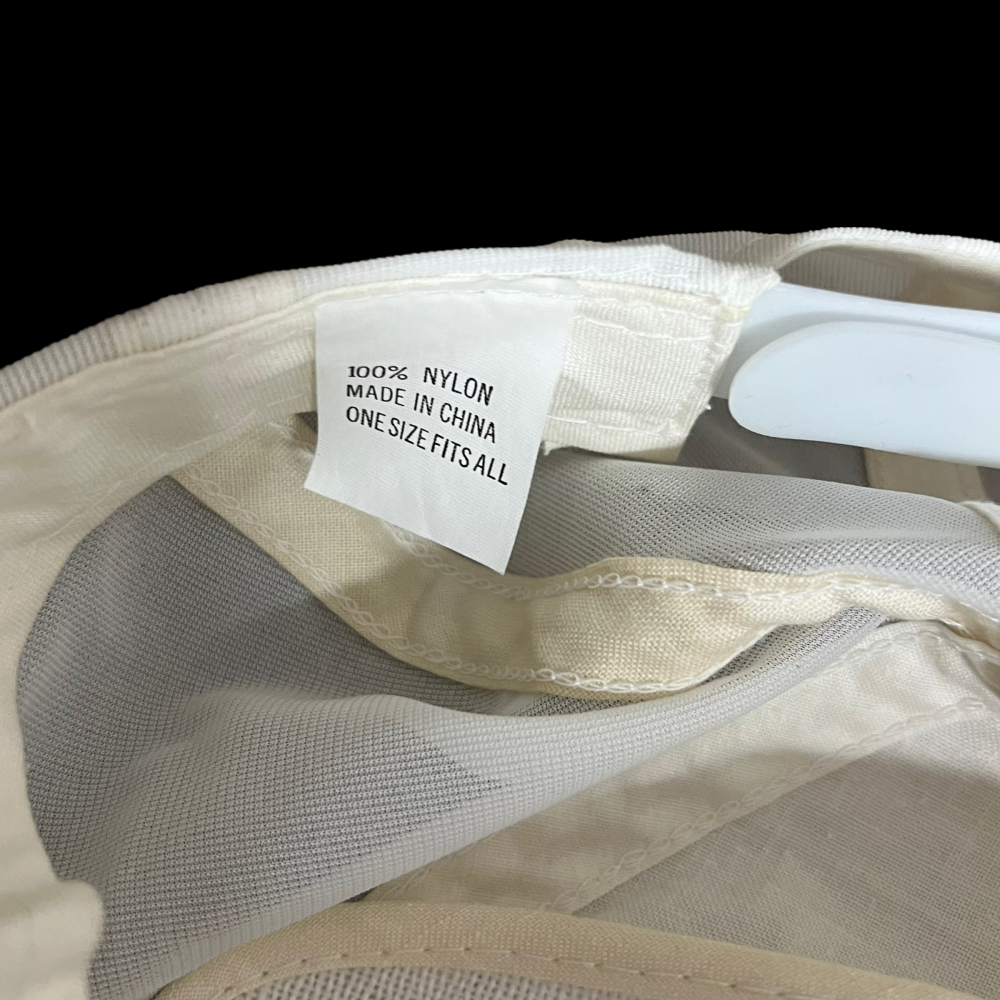 100% NYLON
MADE IN CHINA
ONE SIZE FITS ALL